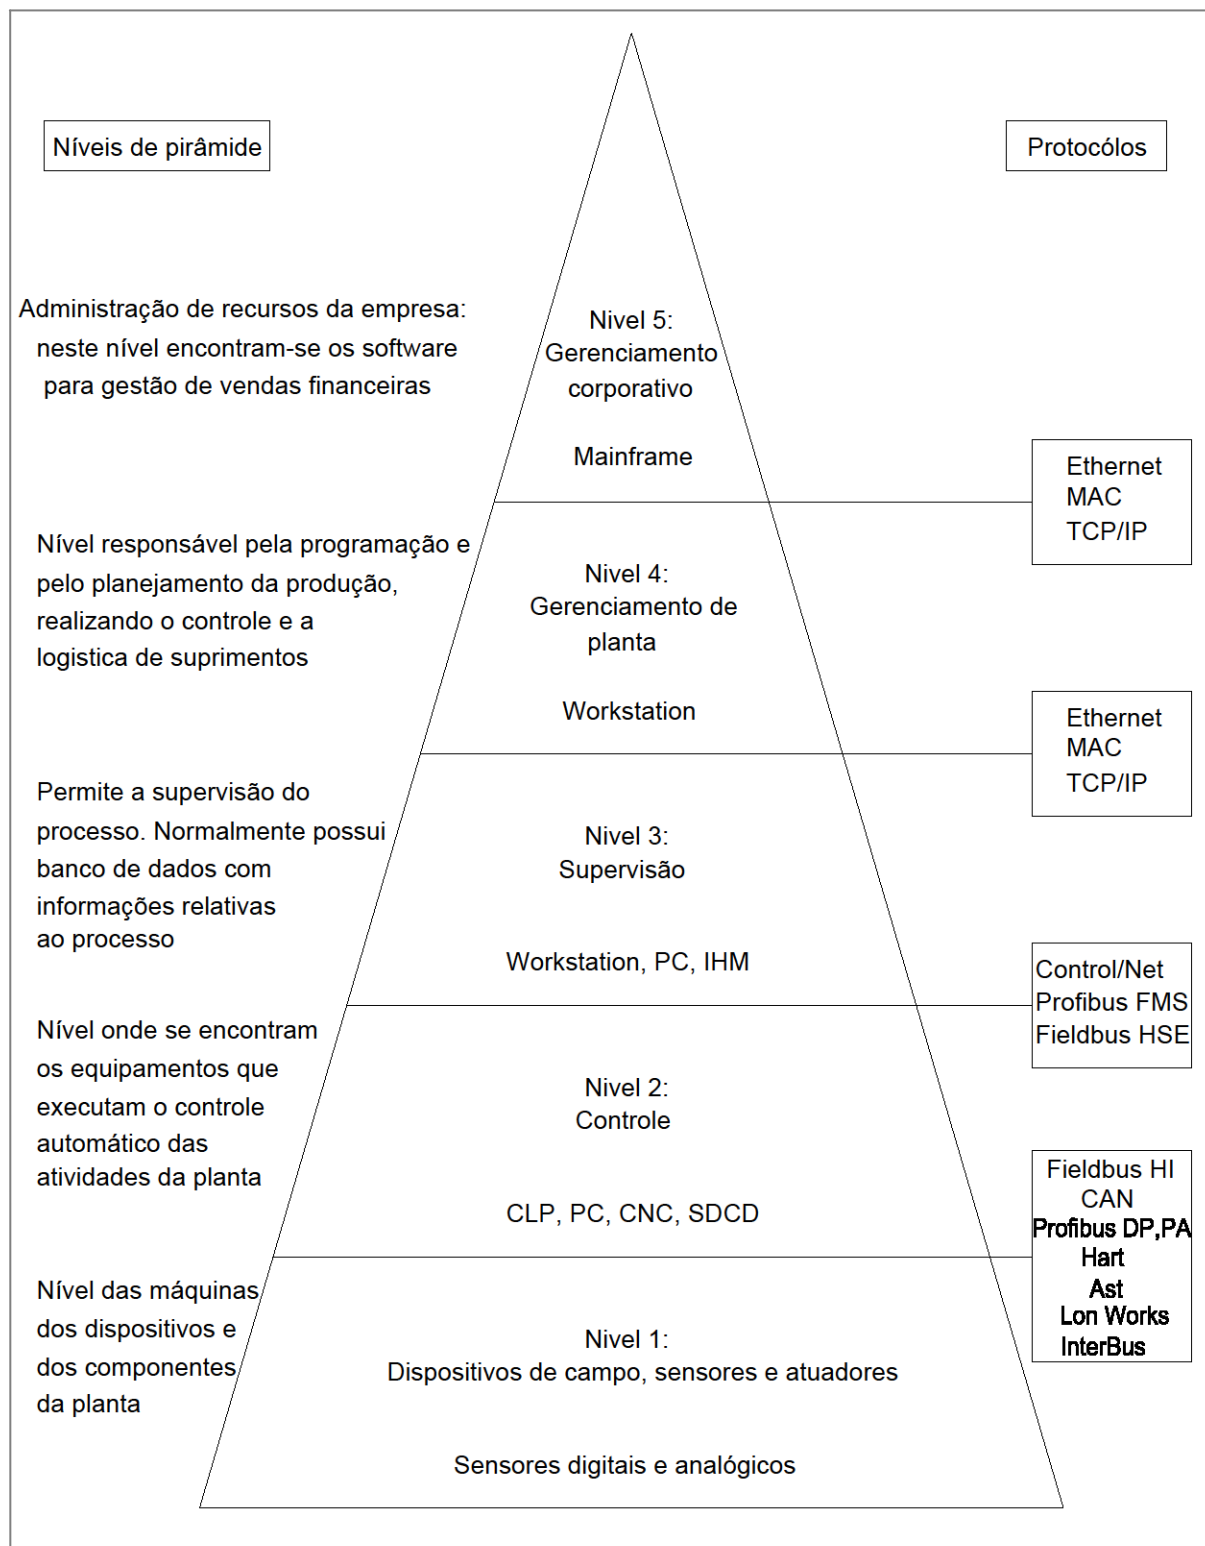 Níveis de pirâmide
Protocólos
Administração de recursos da empresa:
neste nível encontram-se os software
para gestão de vendas financeiras
Nivel 5:
Gerenciamento
corporativo
Mainframe
Ethernet
MAC
TCP/IP
Nível responsável pela programação e
pelo planejamento da produção,
realizando o controle e a
logistica de suprimentos
Nivel 4:
Gerenciamento de
planta
Workstation
Ethernet
MAC
TCP/IP
Permite a supervisão do
processo. Normalmente possui
banco de dados com
informações relativas
ao processo
Nivel 3:
Supervisão
Workstation, PC, IHM
Control/Net
Profibus FMS
Fieldbus HSE
Nível onde se encontram
os equipamentos que
executam o controle
automático das
atividades da planta
Nivel 2:
Controle
CLP, PC, CNC, SDCD
Fieldbus HI
CAN
Profibus DP,PA
Hart
Ast
Lon Works
InterBus
Nível das máquinas
dos dispositivos e
dos componentes
da planta
Nivel 1:
Dispositivos de campo, sensores e atuadores
Sensores digitais e analógicos